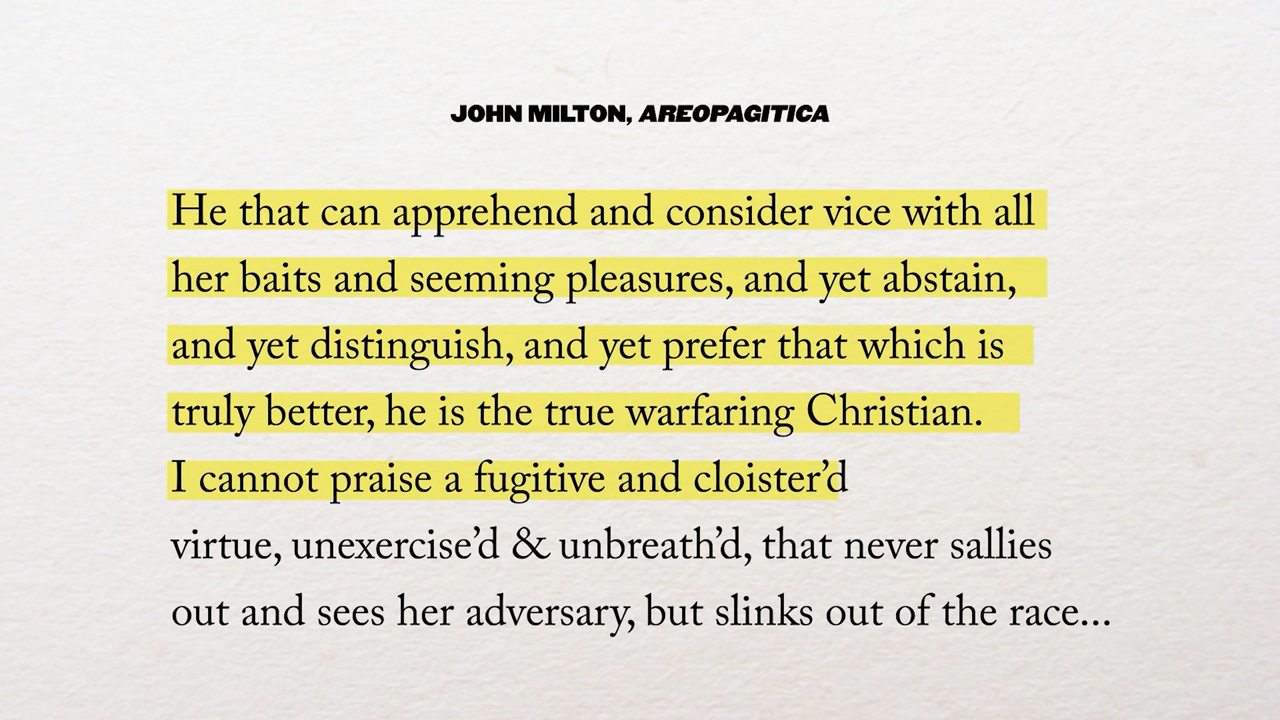 JOHN MILTON, AREOPAGITICA
He that can apprehend and consider vice with all
her baits and seeming pleasures, and yet abstain,
and yet distinguish, and yet prefer that which is
truly better, he is the true warfaring Christian.
I cannot praise a fugitive and cloister’d
virtue, unexercise’d & unbreath’d, that never sallies
out and sees her adversary, but slinks out of the race...